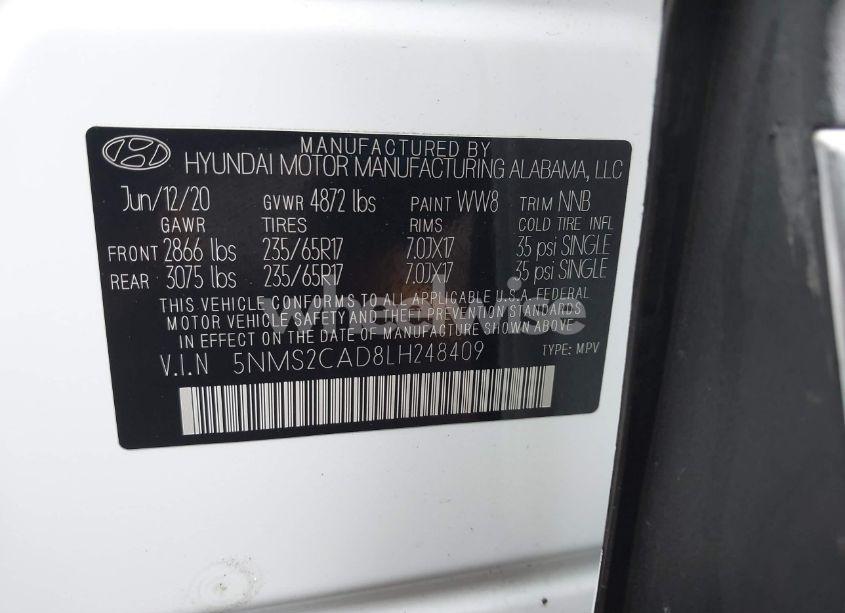 MANUFACTURED BY
HYUNDAI MOTOR MANUFACTURING ALABAMA, LLC
Jun/12/20 GVWR 4872 lbs PAINT WW8 TRIM NNB
GAWR TIRES RIMS COLD TIRE INFL
FRONT 2866 lbs 235/65R17 7.0JX17 35 psi SINGLE
REAR 3075 lbs 235/65R17 7.0JX17 35 psi SINGLE
THIS VEHICLE CONFORMS TO ALL APPLICABLE U.S.A. FEDERAL
MOTOR VEHICLE SAFETY AND THEFT PREVENTION STANDARDS
IN EFFECT ON THE DATE OF MANUFACTURE SHOWN ABOVE.
V.I.N 5NMS2CAD8LH248409 TYPE: MPV